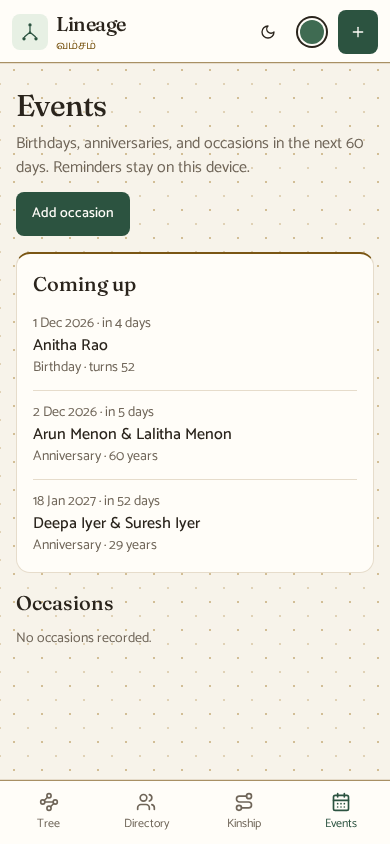 Lineage
வம்சம்
Events
Birthdays, anniversaries, and occasions in the next 60
days. Reminders stay on this device.
Add occasion
Coming up
1 Dec 2026 · in 4 days
Anitha Rao
Birthday · turns 52
2 Dec 2026 · in 5 days
Arun Menon & Lalitha Menon
Anniversary · 60 years
18 Jan 2027 · in 52 days
Deepa Iyer & Suresh Iyer
Anniversary · 29 years
Occasions
No occasions recorded.
Tree
Directory
Kinship
Events